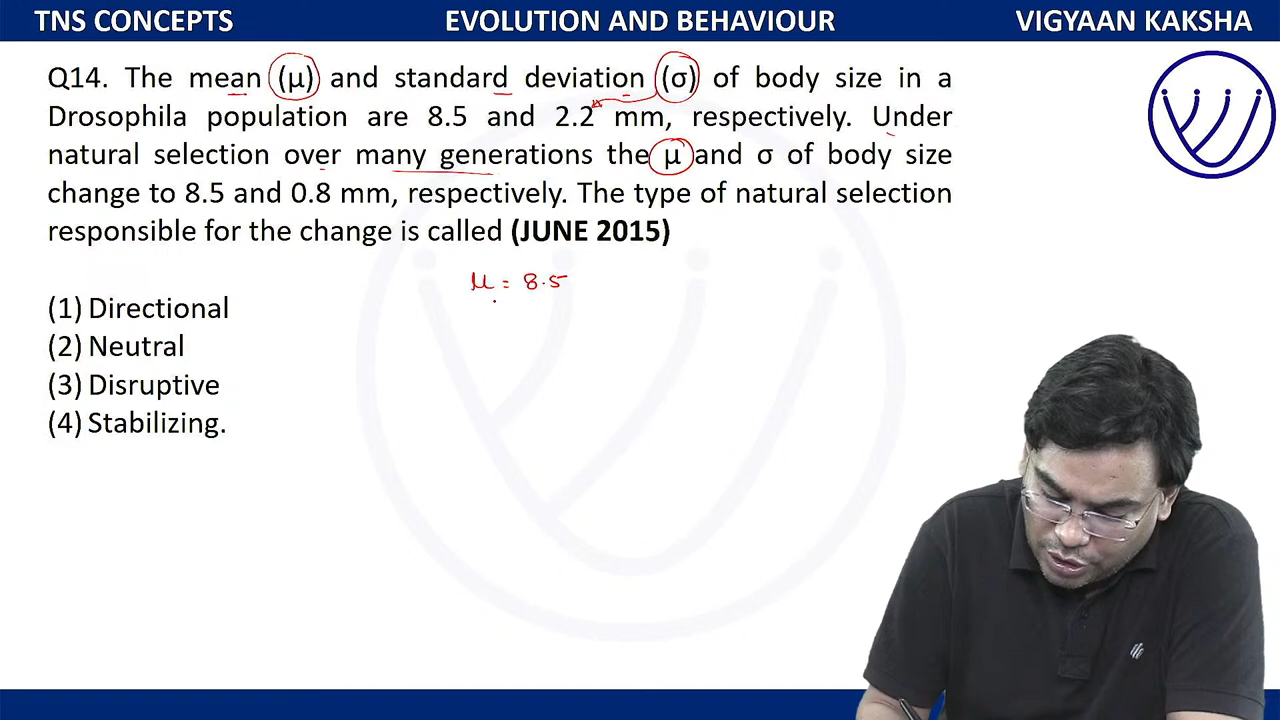 TNS CONCEPTS EVOLUTION AND BEHAVIOUR VIGYAAN KAKSHA
Q14. The mean (μ) and standard deviation (σ) of body size in a
Drosophila population are 8.5 and 2.2 mm, respectively. Under
natural selection over many generations the μ and σ of body size
change to 8.5 and 0.8 mm, respectively. The type of natural selection
responsible for the change is called (JUNE 2015)
μ = 8.5
(1) Directional
(2) Neutral
(3) Disruptive
(4) Stabilizing.